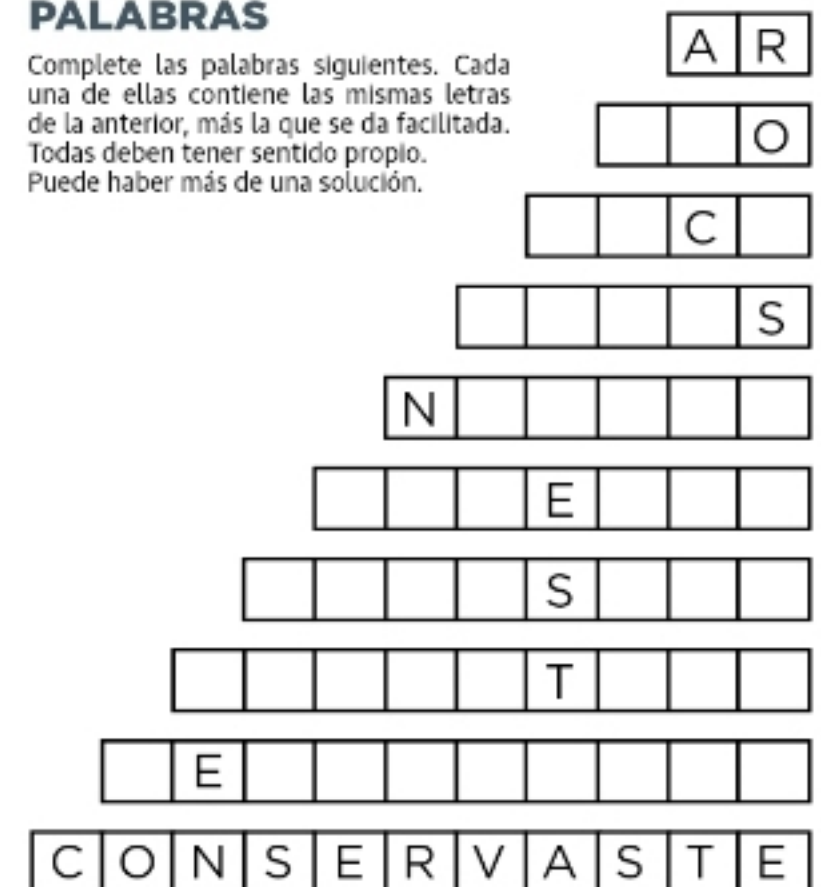 PALABRAS
Complete las palabras siguientes. Cada
una de ellas contiene las mismas letras
de la anterior, más la que se da facilitada.
Todas deben tener sentido propio.
Puede haber más de una solución.
A R
O
C
S
N
E
S
T
E
C O N S E R V A S T E